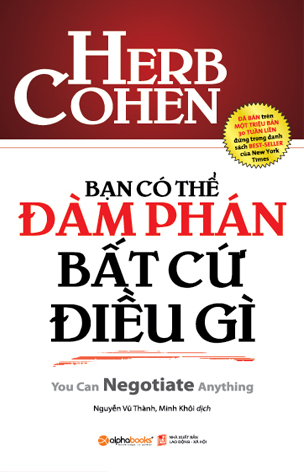 HERB
COHEN
ĐÃ BÁN trên
MỘT TRIỆU BẢN
30 TUẦN LIỀN
đứng trong danh
sách BEST-SELLER
của New York
Times
BẠN CÓ THỂ
ĐÀM PHÁN
BẤT CỨ
ĐIỀU GÌ
You Can Negotiate Anything
Nguyễn Vũ Thành, Minh Khôi dịch
alphabooks
NHÀ XUẤT BẢN
LAO ĐỘNG - XÃ HỘI